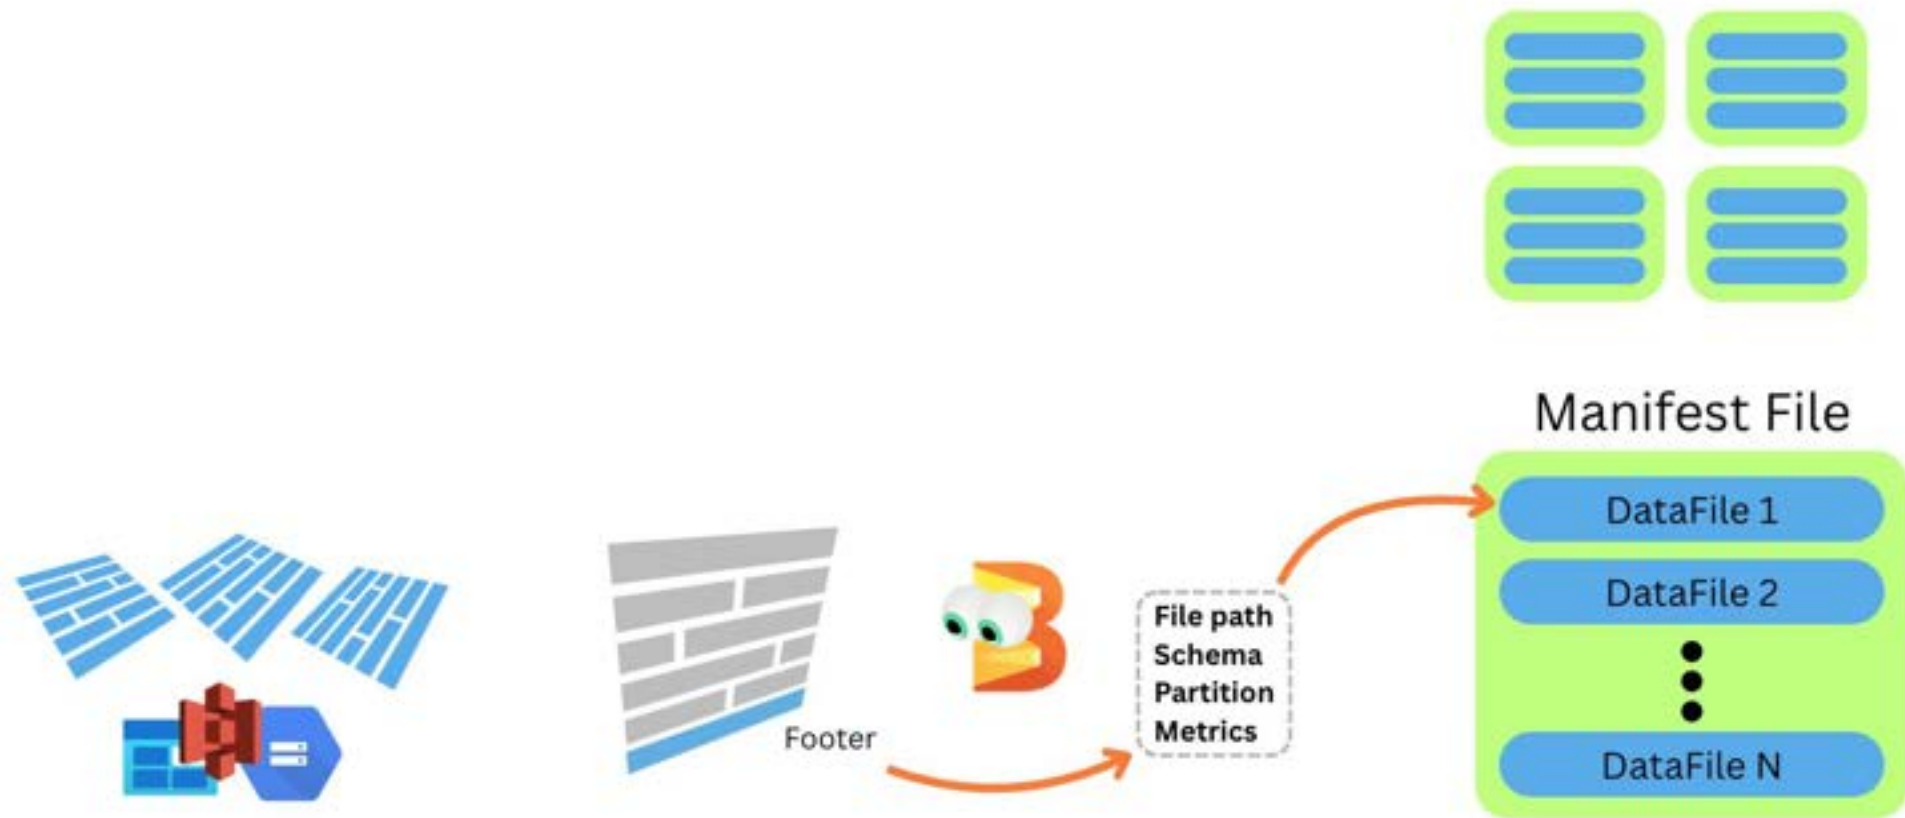 Manifest File
DataFile 1
DataFile 2
DataFile N
File path
Schema
Partition
Metrics
Footer